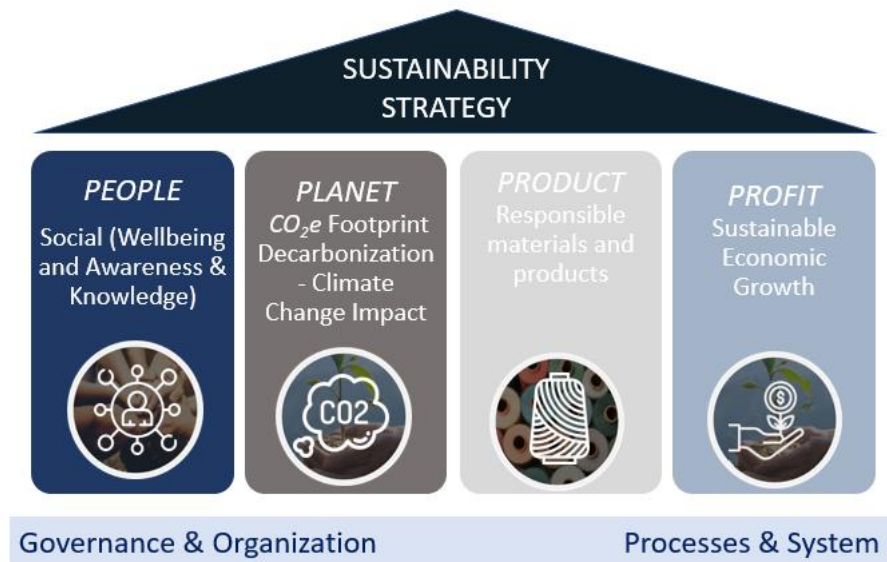 SUSTAINABILITY
STRATEGY
PEOPLE
Social (Wellbeing
and Awareness &
Knowledge)
PLANET
CO₂e Footprint
Decarbonization
- Climate
Change Impact
CO2
PRODUCT
Responsible
materials and
products
PROFIT
Sustainable
Economic
Growth
$
Governance & Organization
Processes & System